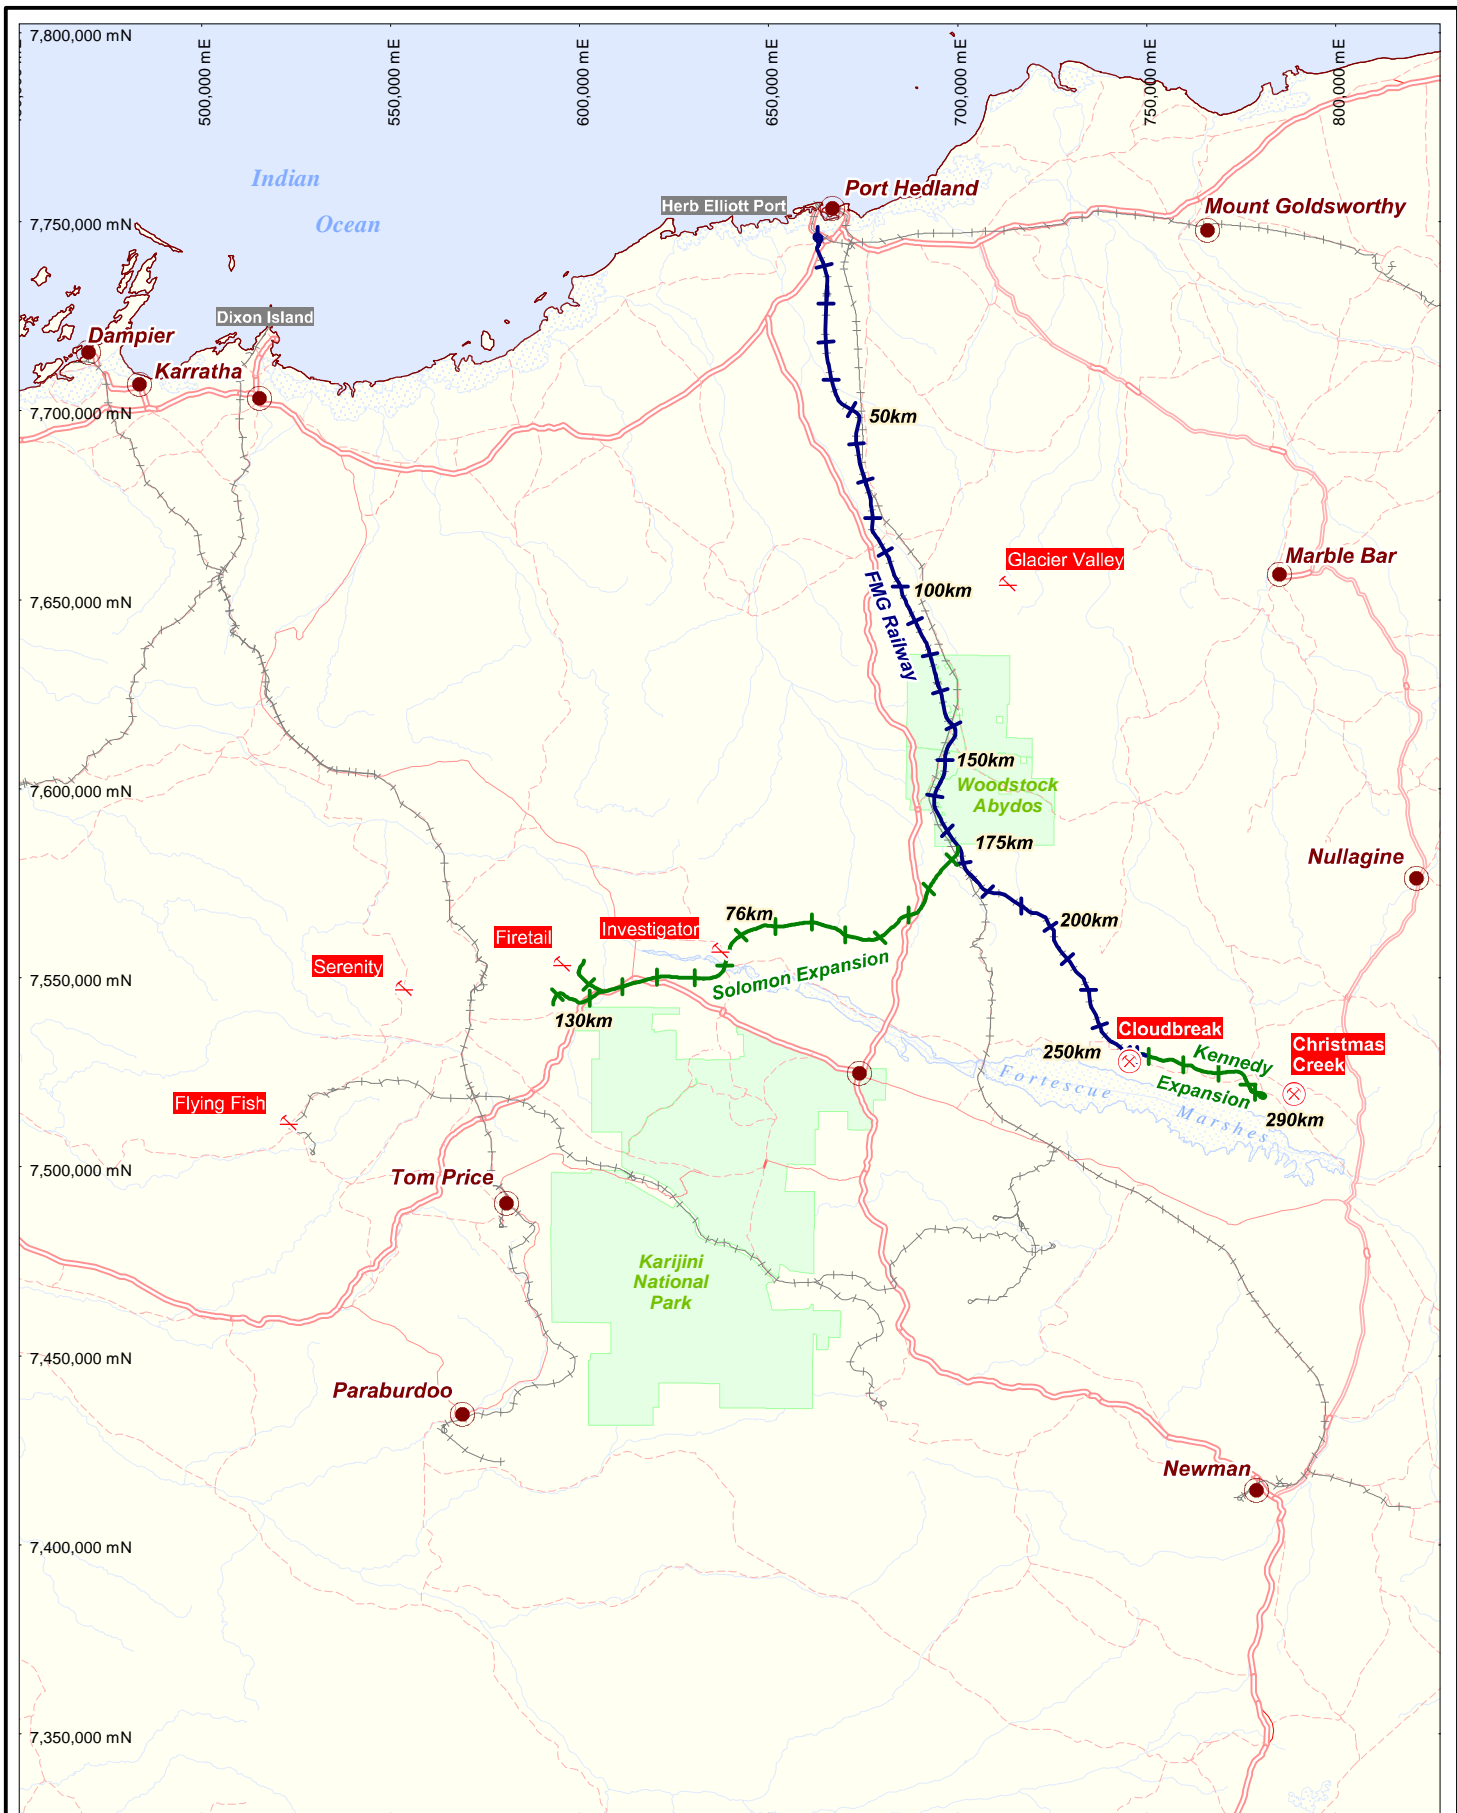 7,800,000 mN
500,000 mE
550,000 mE
600,000 mE
650,000 mE
700,000 mE
750,000 mE
800,000 mE
Indian
Ocean
Port Hedland
Herb Elliott Port
Mount Goldsworthy
7,750,000 mN
Dixon Island
Dampier
Karratha
7,700,000 mN
50km
Glacier Valley
Marble Bar
FMG Railway
100km
7,650,000 mN
150km
Woodstock
Abydos
7,600,000 mN
175km
Nullagine
76km
200km
Investigator
Firetail
Serenity
Solomon Expansion
7,550,000 mN
130km
Cloudbreak
250km
Christmas
Creek
Kennedy
Expansion
Fortescue
Marshes
290km
Flying Fish
7,500,000 mN
Tom Price
Karijini
National
Park
7,450,000 mN
Paraburdoo
Newman
7,400,000 mN
7,350,000 mN